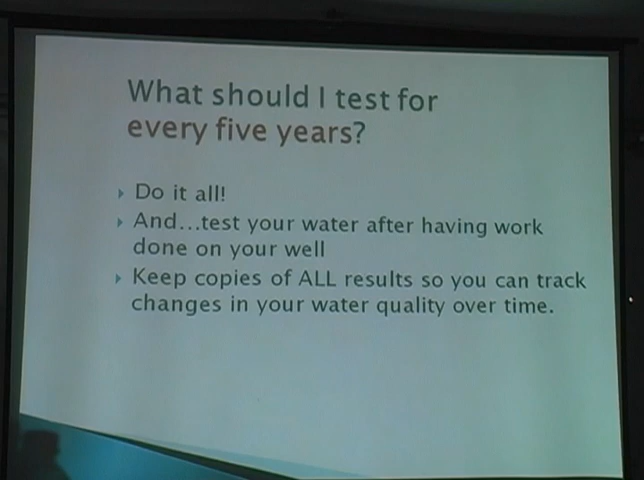 What should I test for
every five years?
Do it all!
And...test your water after having work
done on your well
Keep copies of ALL results so you can track
changes in your water quality over time.